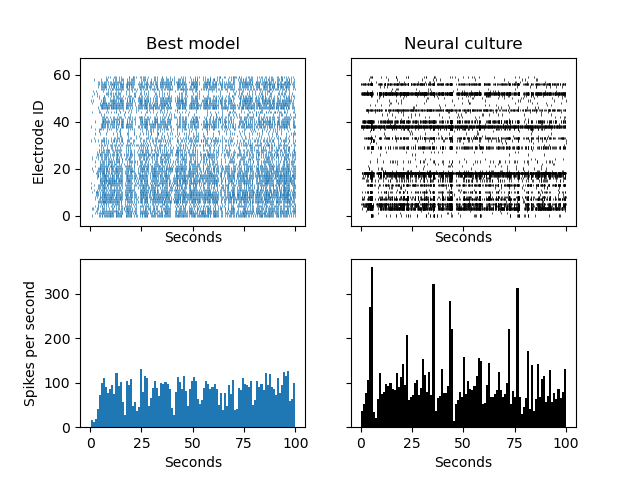 Best model
Neural culture
Electrode ID
60
40
20
0
Seconds
Seconds
Spikes per second
300
200
100
0
0 25 50 75 100
0 25 50 75 100
Seconds
Seconds